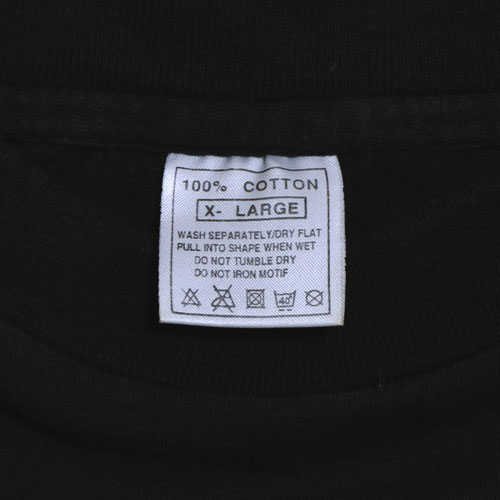 100% COTTON
X- LARGE
WASH SEPARATELY/DRY FLAT
PULL INTO SHAPE WHEN WET
DO NOT TUMBLE DRY
DO NOT IRON MOTIF
40°